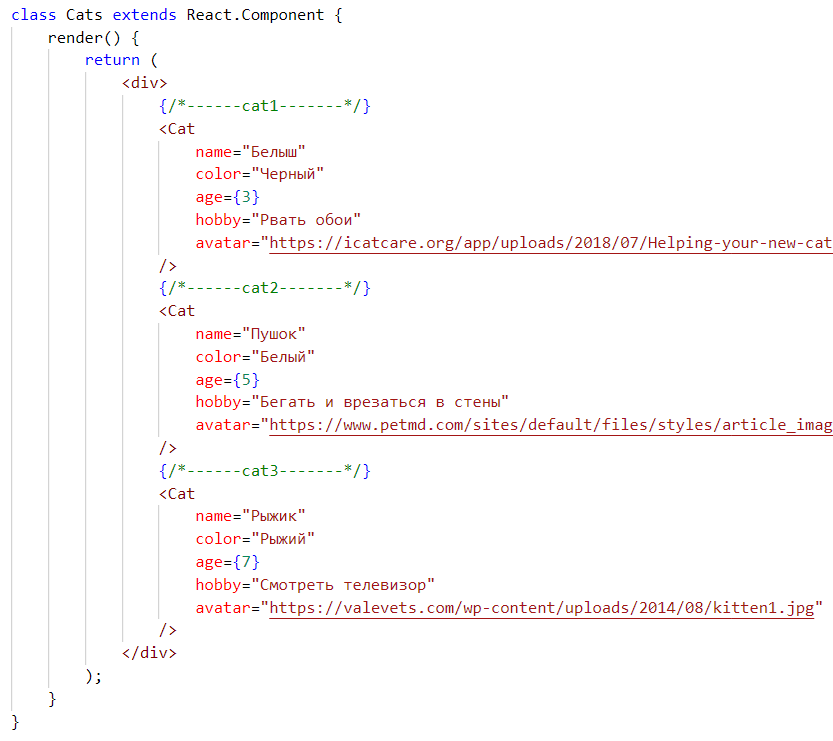 class Cats extends React.Component {
render() {
return (
<div>
{/*------cat1-------*/}
<Cat
name="Белыш"
color="Черный"
age={3}
hobby="Рвать обои"
avatar="https://icatcare.org/app/uploads/2018/07/Helping-your-new-cat
/>
{/*------cat2-------*/}
<Cat
name="Пушок"
color="Белый"
age={5}
hobby="Бегать и врезаться в стены"
avatar="https://www.petmd.com/sites/default/files/styles/article_imag
/>
{/*------cat3-------*/}
<Cat
name="Рыжик"
color="Рыжий"
age={7}
hobby="Смотреть телевизор"
avatar="https://valevets.com/wp-content/uploads/2014/08/kitten1.jpg"
/>
</div>
);
}
}